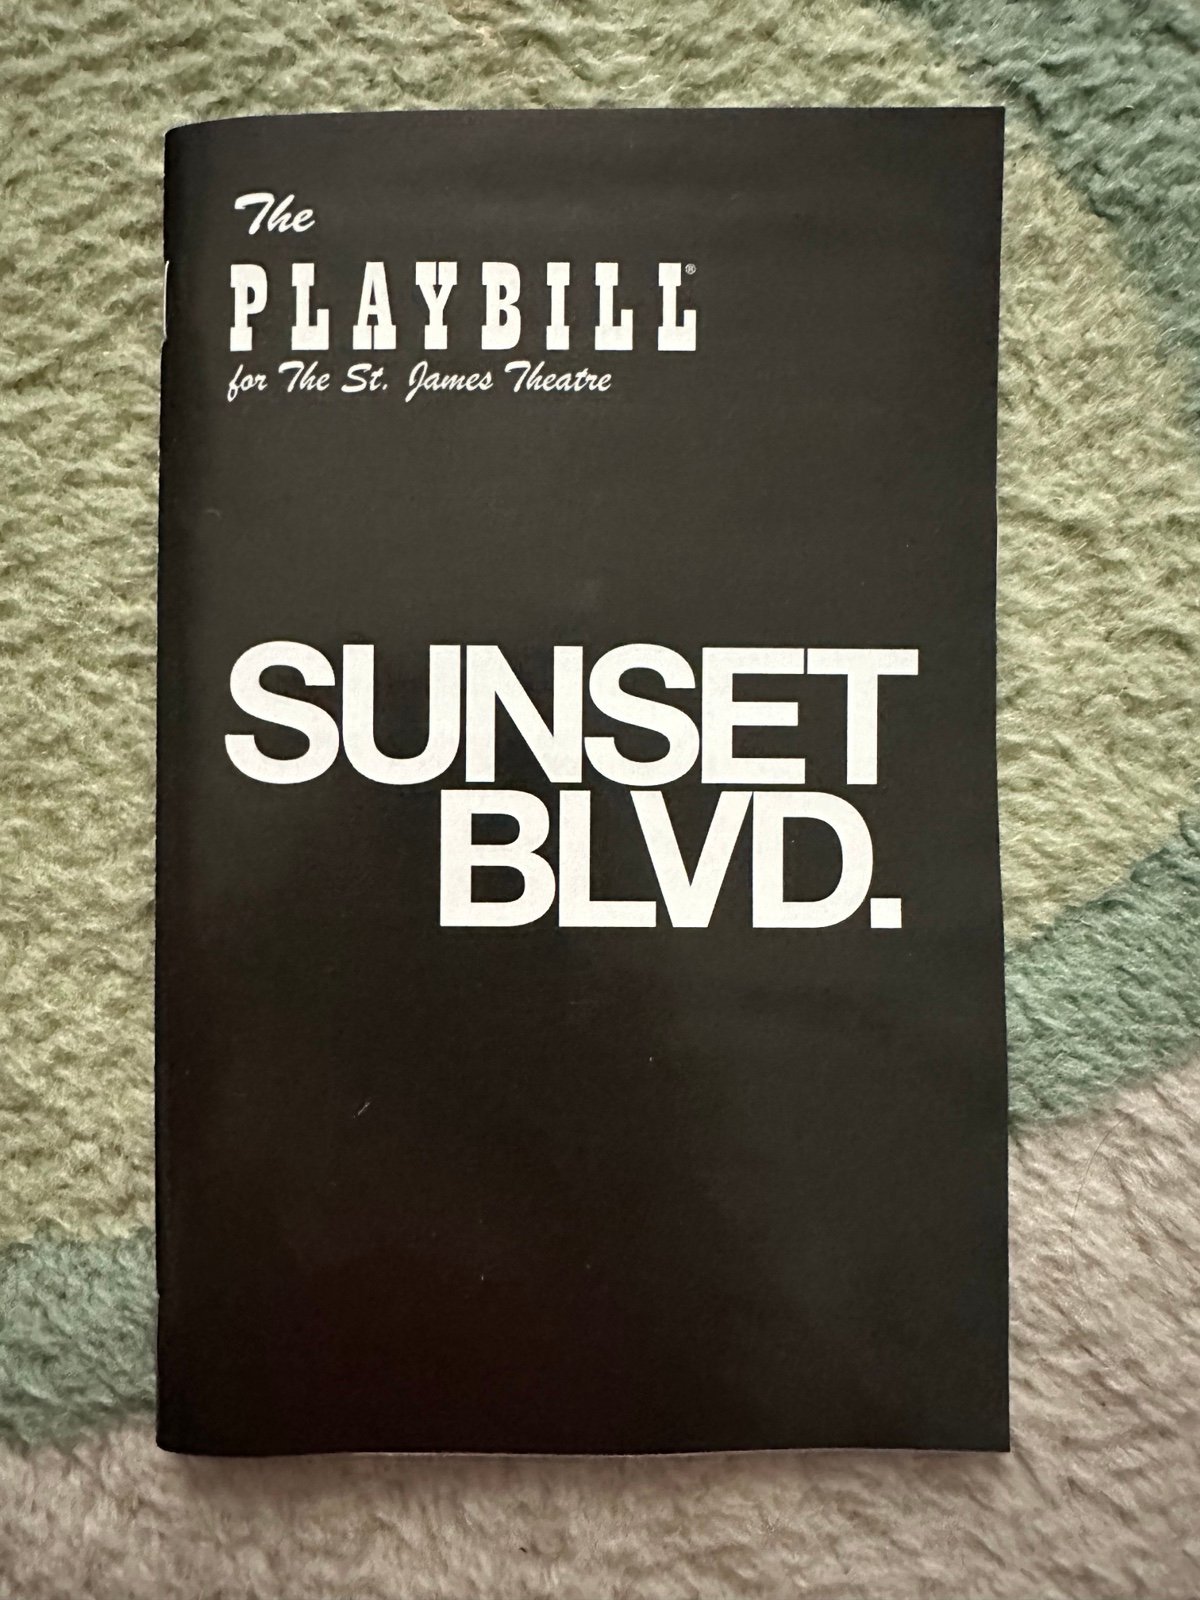 The
PLAYBILL®
for The St. James Theatre
SUNSET
BLVD.